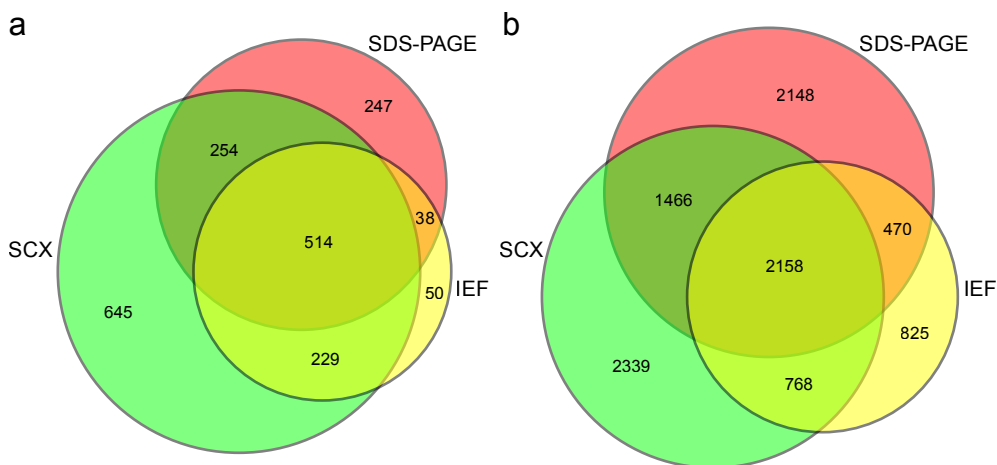 a
SDS-PAGE
247
254
38
514
SCX
50
IEF
645
229
b
SDS-PAGE
2148
1466
470
SCX
2158
IEF
825
2339
768